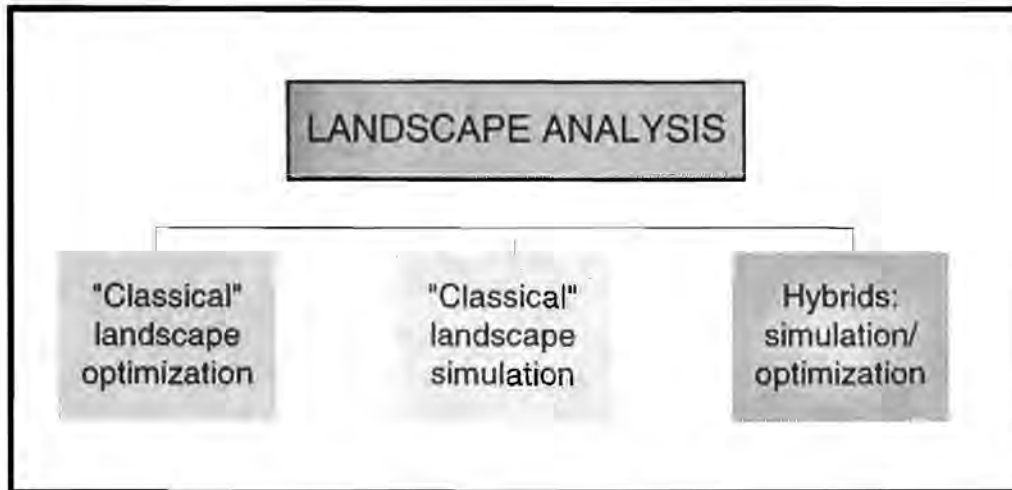 LANDSCAPE ANALYSIS
"Classical"
landscape
optimization
"Classical"
landscape
simulation
Hybrids:
simulation/
optimization